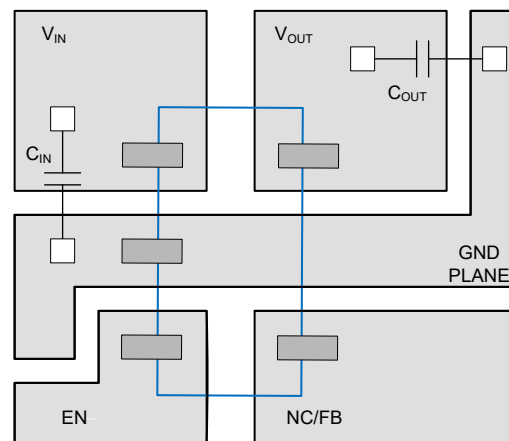 VIN
VOUT
COUT
CIN
GND
PLANE
EN
NC/FB